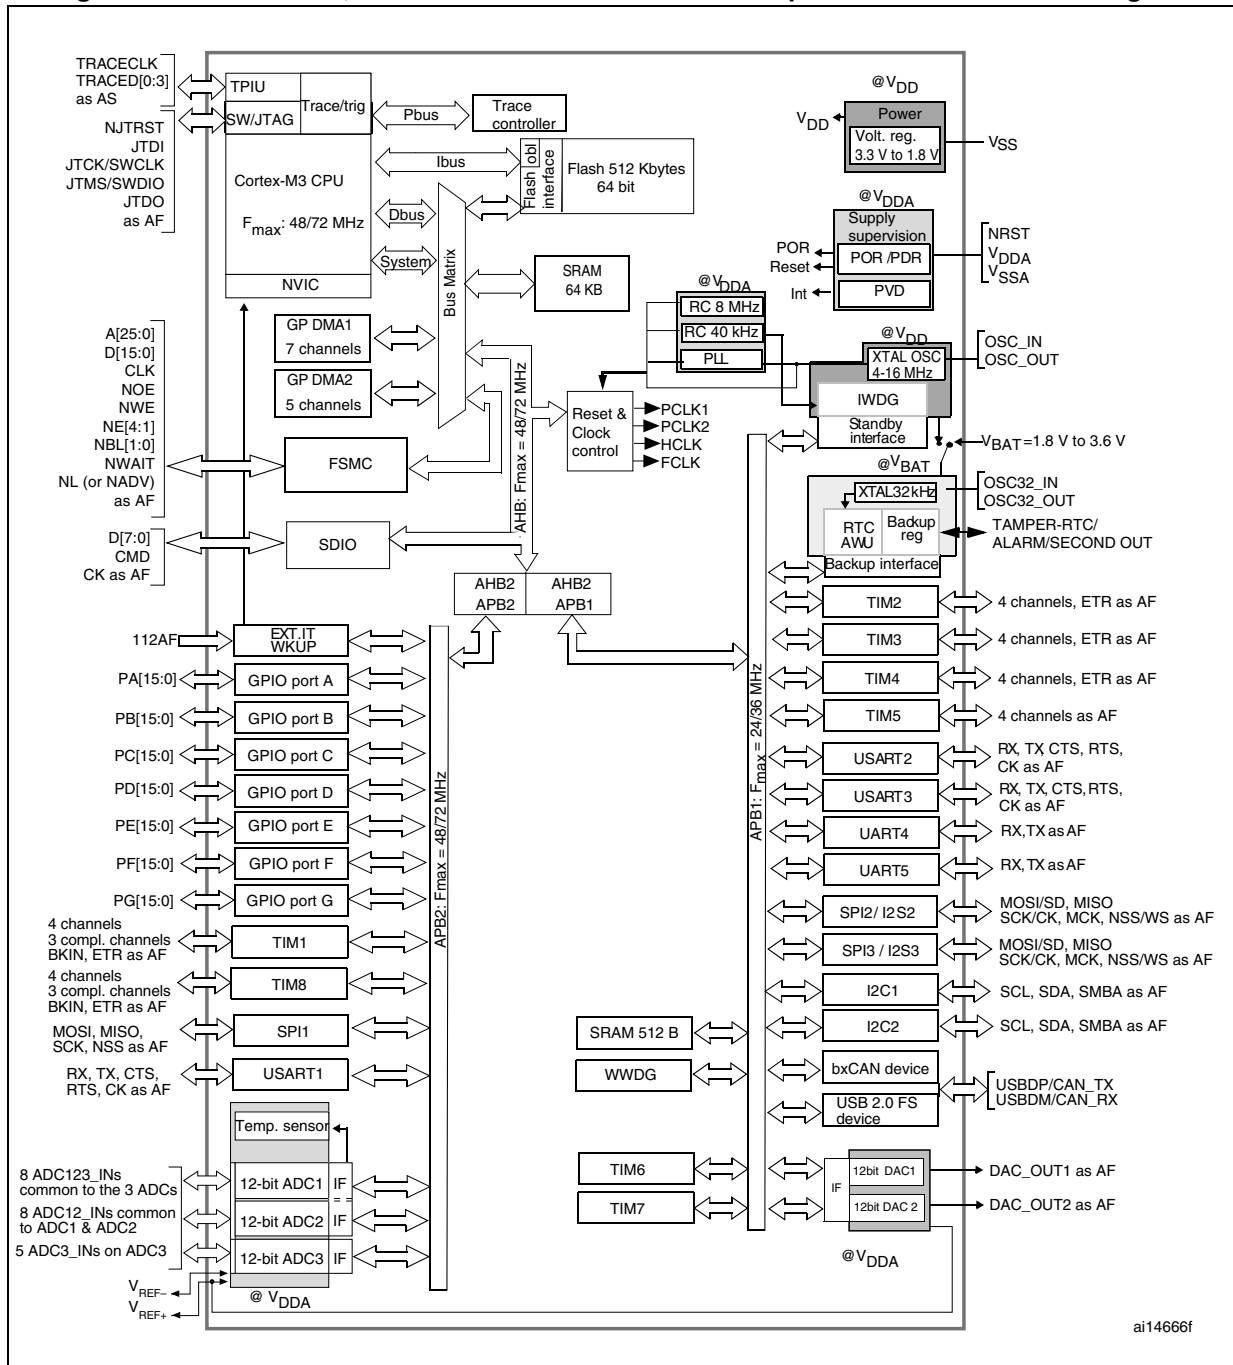 TRACECLK
TRACED[0:3]
as AS
NJTRST
JTDI
JTCK/SWCLK
JTMS/SWDIO
JTDO
as AF
TPIU
SW/JTAG
Trace/trig
Pbus
Trace
controller
Ibus
Cortex-M3 CPU
Fmax: 48/72 MHz
Dbus
System
NVIC
Flash obl
interface
Flash 512 Kbytes
64 bit
Bus Matrix
SRAM
64 KB
GP DMA1
7 channels
GP DMA2
5 channels
@VDD
Power
VDD
Volt. reg.
3.3 V to 1.8 V
VSS
@VDDA
Supply
supervision
POR
Reset
Int
POR /PDR
PVD
NRST
VDDA
VSSA
@VDDA
RC 8 MHz
RC 40 kHz
PLL
@VDD
XTAL OSC
4-16 MHz
OSC_IN
OSC_OUT
IWDG
Standby
interface
Reset &
Clock
control
PCLK1
PCLK2
HCLK
FCLK
VBAT=1.8 V to 3.6 V
@VBAT
XTAL32kHz
OSC32_IN
OSC32_OUT
RTC
AWU
Backup
reg
Backup interface
TAMPER-RTC/
ALARM/SECOND OUT
A[25:0]
D[15:0]
CLK
NOE
NWE
NE[4:1]
NBL[1:0]
NWAIT
NL (or NADV)
as AF
FSMC
D[7:0]
CMD
CK as AF
SDIO
AHB: Fmax = 48/72 MHz
AHB2
APB2
AHB2
APB1
112AF
EXT.IT
WKUP
PA[15:0]
GPIO port A
PB[15:0]
GPIO port B
PC[15:0]
GPIO port C
PD[15:0]
GPIO port D
PE[15:0]
GPIO port E
PF[15:0]
GPIO port F
PG[15:0]
GPIO port G
4 channels
3 compl. channels
BKIN, ETR as AF
TIM1
4 channels
3 compl. channels
BKIN, ETR as AF
TIM8
MOSI, MISO,
SCK, NSS as AF
SPI1
RX, TX, CTS,
RTS, CK as AF
USART1
Temp. sensor
8 ADC123_INs
common to the 3 ADCs
12-bit ADC1
IF
8 ADC12_INs common
to ADC1 & ADC2
12-bit ADC2
IF
5 ADC3_INs on ADC3
12-bit ADC3
IF
VREF–
VREF+
@ VDDA
APB2: Fmax = 48/72 MHz
APB1: Fmax = 24/36 MHz
TIM2
4 channels, ETR as AF
TIM3
4 channels, ETR as AF
TIM4
4 channels, ETR as AF
TIM5
4 channels as AF
USART2
RX, TX CTS, RTS,
CK as AF
USART3
RX, TX, CTS, RTS,
CK as AF
UART4
RX,TX as AF
UART5
RX, TX as AF
SPI2/ I2S2
MOSI/SD, MISO
SCK/CK, MCK, NSS/WS as AF
SPI3 / I2S3
MOSI/SD, MISO
SCK/CK, MCK, NSS/WS as AF
I2C1
SCL, SDA, SMBA as AF
I2C2
SCL, SDA, SMBA as AF
SRAM 512 B
WWDG
bxCAN device
USB 2.0 FS
device
USBDP/CAN_TX
USBDM/CAN_RX
TIM6
TIM7
IF
12bit DAC1
12bit DAC 2
DAC_OUT1 as AF
DAC_OUT2 as AF
@VDDA
ai14666f